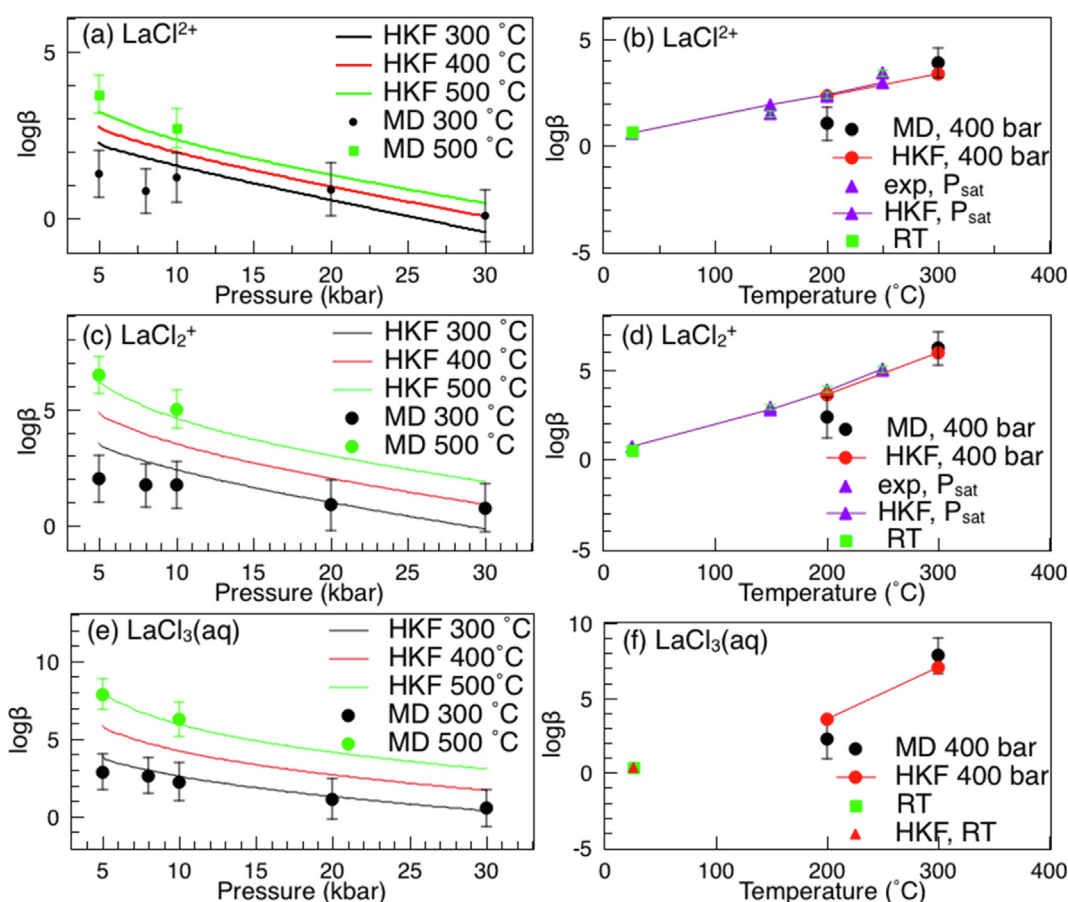 (a) LaCl²⁺
HKF 300 °C
HKF 400 °C
HKF 500 °C
MD 300 °C
MD 500 °C
logβ
5
0
5 10 15 20 25 30
Pressure (kbar)
(b) LaCl²⁺
MD, 400 bar
HKF, 400 bar
exp, Pₛₐₜ
HKF, Pₛₐₜ
RT
logβ
5
0
-5
0 100 200 300 400
Temperature (°C)
(c) LaCl₂⁺
HKF 300 °C
HKF 400 °C
HKF 500 °C
MD 300 °C
MD 500 °C
logβ
5
0
5 10 15 20 25 30
Pressure (kbar)
(d) LaCl₂⁺
MD, 400 bar
HKF, 400 bar
exp, Pₛₐₜ
HKF, Pₛₐₜ
RT
logβ
5
0
-5
0 100 200 300 400
Temperature (°C)
(e) LaCl₃(aq)
HKF 300 °C
HKF 400°C
HKF 500°C
MD 300 °C
MD 500 °C
logβ
10
5
0
5 10 15 20 25 30
Pressure (kbar)
(f) LaCl₃(aq)
MD 400 bar
HKF 400 bar
RT
HKF, RT
logβ
10
5
0
-5
0 100 200 300 400
Temperature (°C)